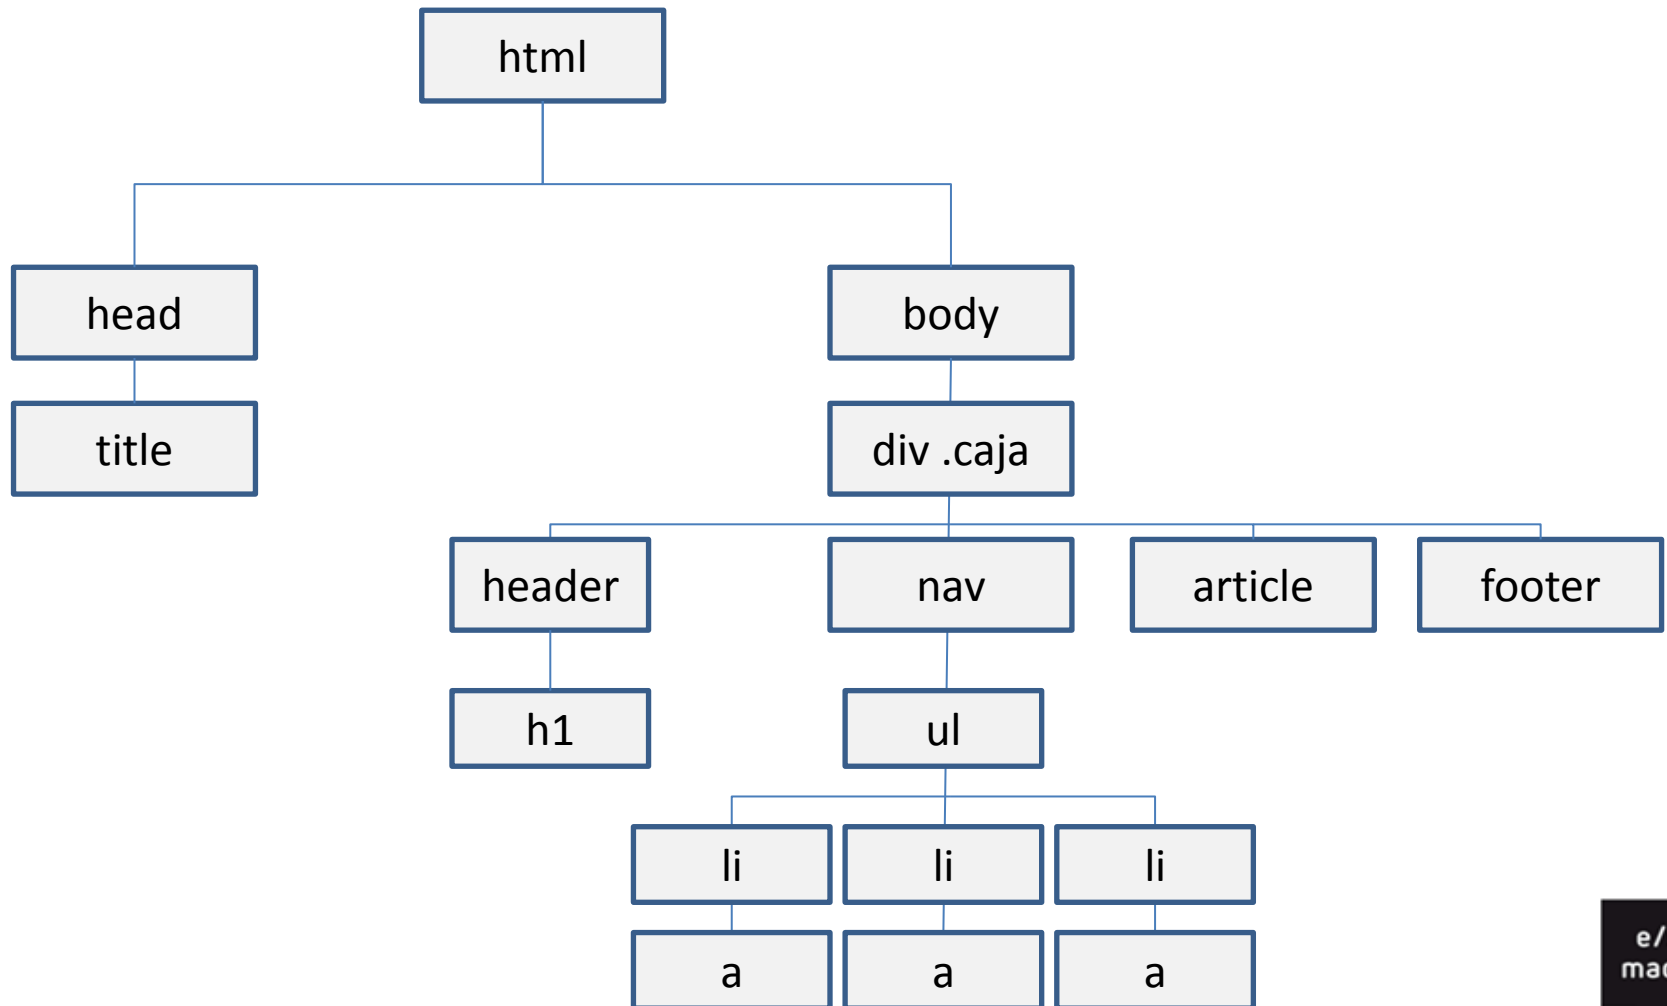 html
head
body
title
div .caja
header
nav
article
footer
h1
ul
li
li
li
a
a
a
e/